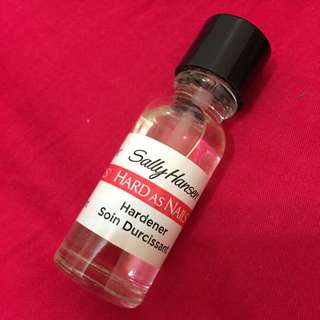 Sally Hansen
HARD AS NAILS
Hardener
Soin Durcissant